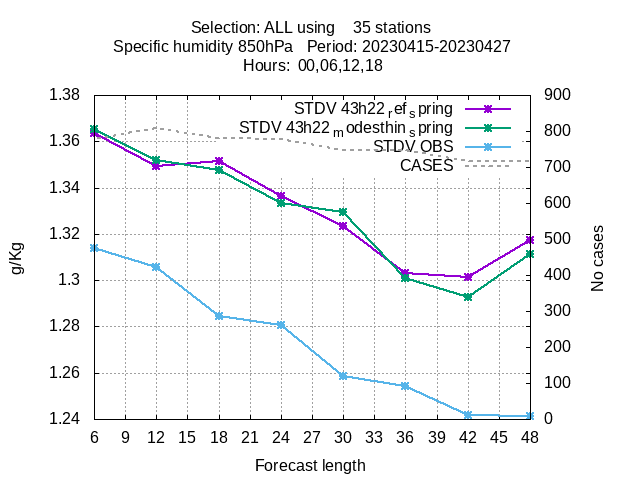 Selection: ALL using    35 stations
Specific humidity 850hPa   Period: 20230415-20230427
Hours: 00,06,12,18
1.38
1.36
1.34
1.32
1.3
1.28
1.26
1.24
g/Kg
STDV 43h22_ref_spring
STDV 43h22_modesthin_spring
STDV OBS
CASES
900
800
700
600
500
400
300
200
100
0
No cases
6 9 12 15 18 21 24 27 30 33 36 39 42 45 48
Forecast length